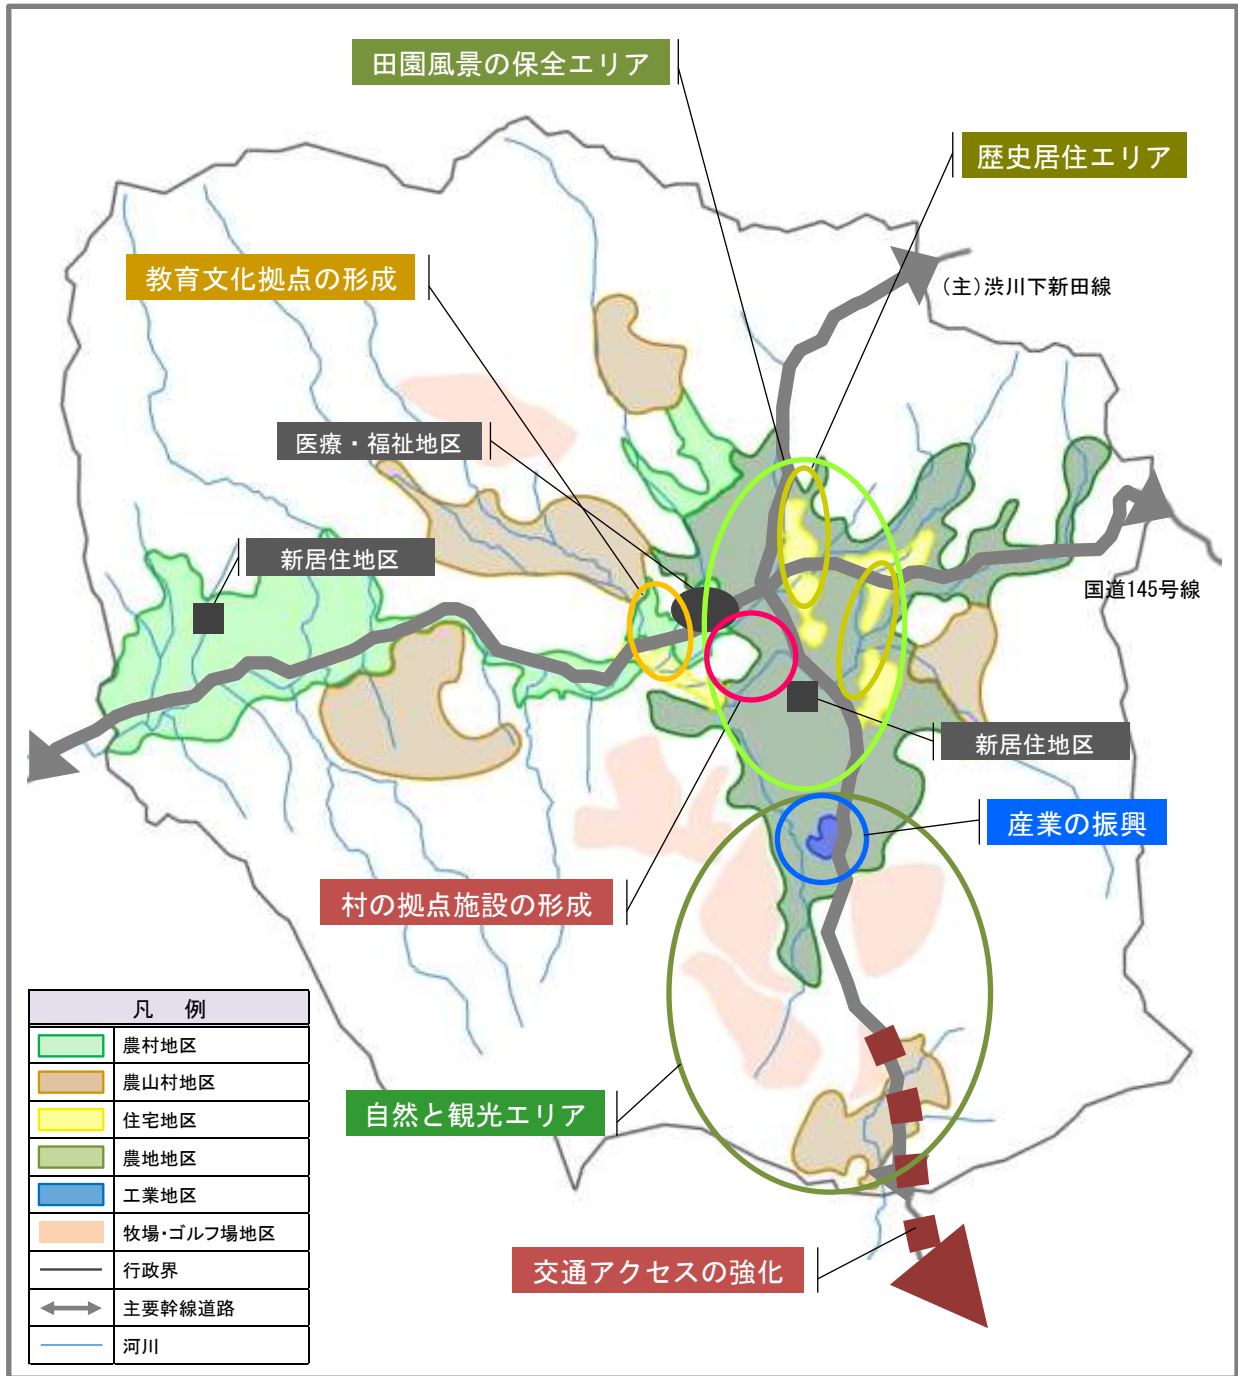 田園風景の保全エリア
歴史居住エリア
教育文化拠点の形成
(主)渋川下新田線
医療・福祉地区
新居住地区
国道145号線
新居住地区
産業の振興
村の拠点施設の形成
自然と観光エリア
交通アクセスの強化
凡 例
農村地区
農山村地区
住宅地区
農地地区
工業地区
牧場・ゴルフ場地区
行政界
主要幹線道路
河川